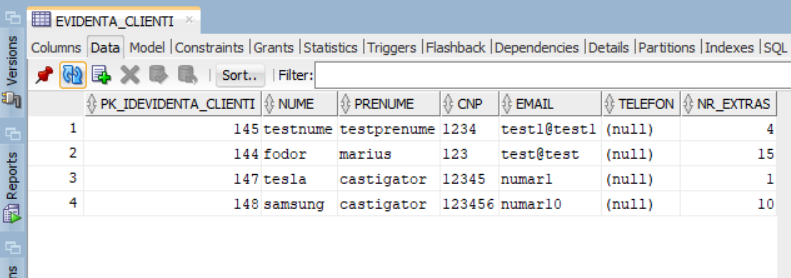 EVIDENTA_CLIENTI
Columns Data Model Constraints Grants Statistics Triggers Flashback Dependencies Details Partitions Indexes SQL
Sort.. Filter:
PK_IDEVIDENTA_CLIENTI NUME PRENUME CNP EMAIL TELEFON NR_EXTRAS
1 145 testnume testprenume 1234 test1@test1 (null) 4
2 144 fodor marius 123 test@test (null) 15
3 147 tesla castigator 12345 numar1 (null) 1
4 148 samsung castigator 123456 numar10 (null) 10
Versions
Reports